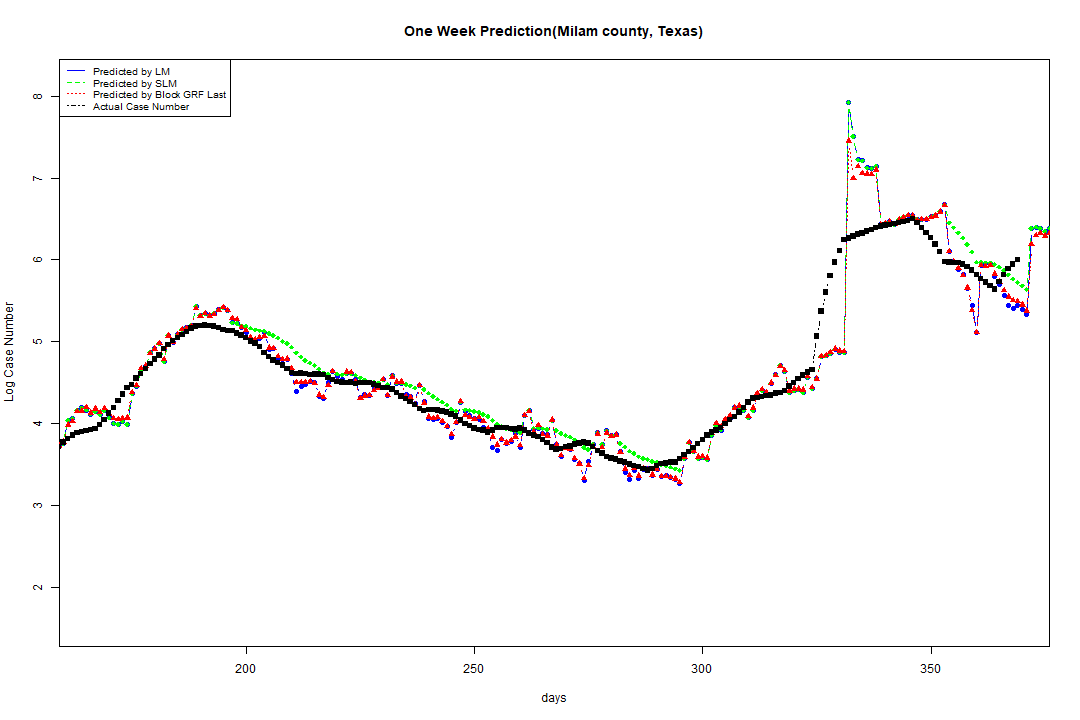 One Week Prediction(Milam county, Texas)
Predicted by LM
Predicted by SLM
Predicted by Block GRF Last
Actual Case Number
8
7
6
5
4
3
2
Log Case Number
200 250 300 350
days